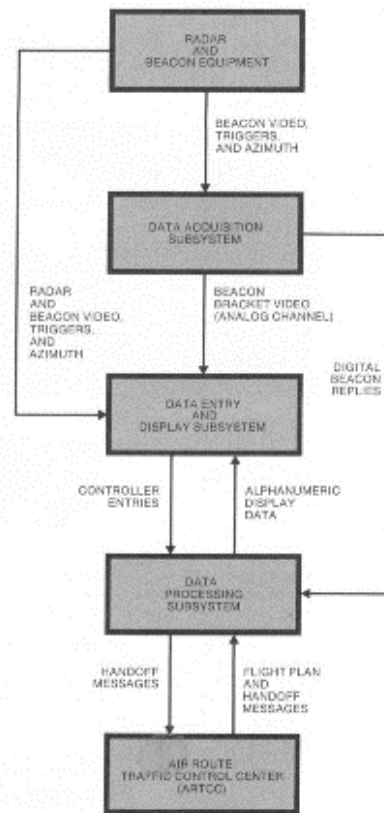 RADAR
AND
BEACON EQUIPMENT
BEACON VIDEO,
TRIGGERS,
AND AZIMUTH
DATA ACQUISITION
SUBSYSTEM
RADAR
AND
BEACON VIDEO,
TRIGGERS,
AND
AZIMUTH
BEACON
BRACKET VIDEO
(ANALOG CHANNEL)
DIGITAL
BEACON
REPLIES
DATA ENTRY
AND
DISPLAY SUBSYSTEM
CONTROLLER
ENTRIES
ALPHANUMERIC
DISPLAY
DATA
DATA
PROCESSING
SUBSYSTEM
HANDOFF
MESSAGES
FLIGHT PLAN
AND
HANDOFF
MESSAGES
AIR ROUTE
TRAFFIC CONTROL CENTER
(ARTCC)